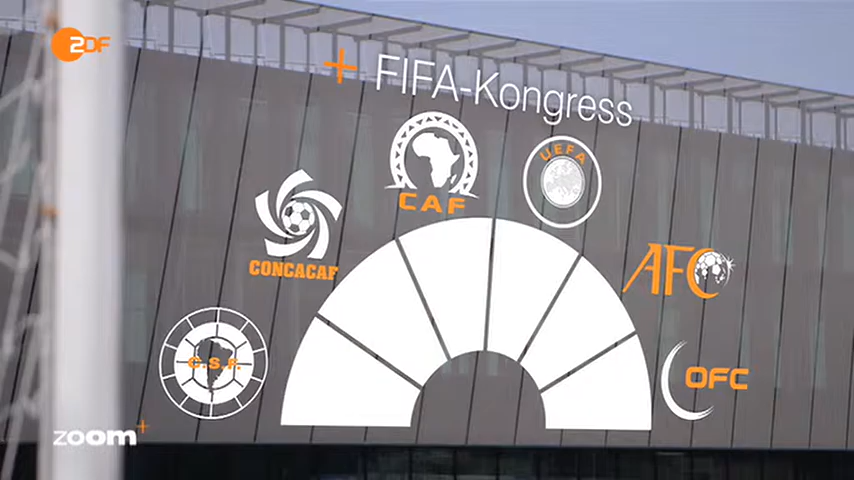 ZDF
+ FIFA-Kongress
UEFA
CAF
AFC
CONCACAF
C.S.F.
OFC
zoom+